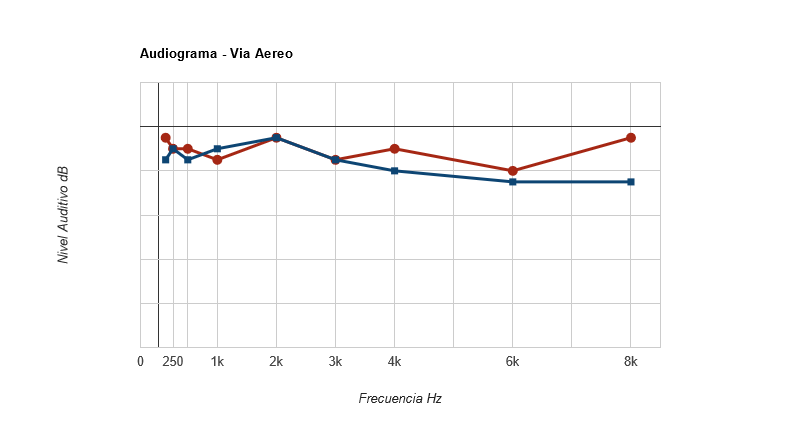 Audiograma - Via Aereo
Nivel Auditivo dB
0 250 1k 2k 3k 4k 6k 8k
Frecuencia Hz